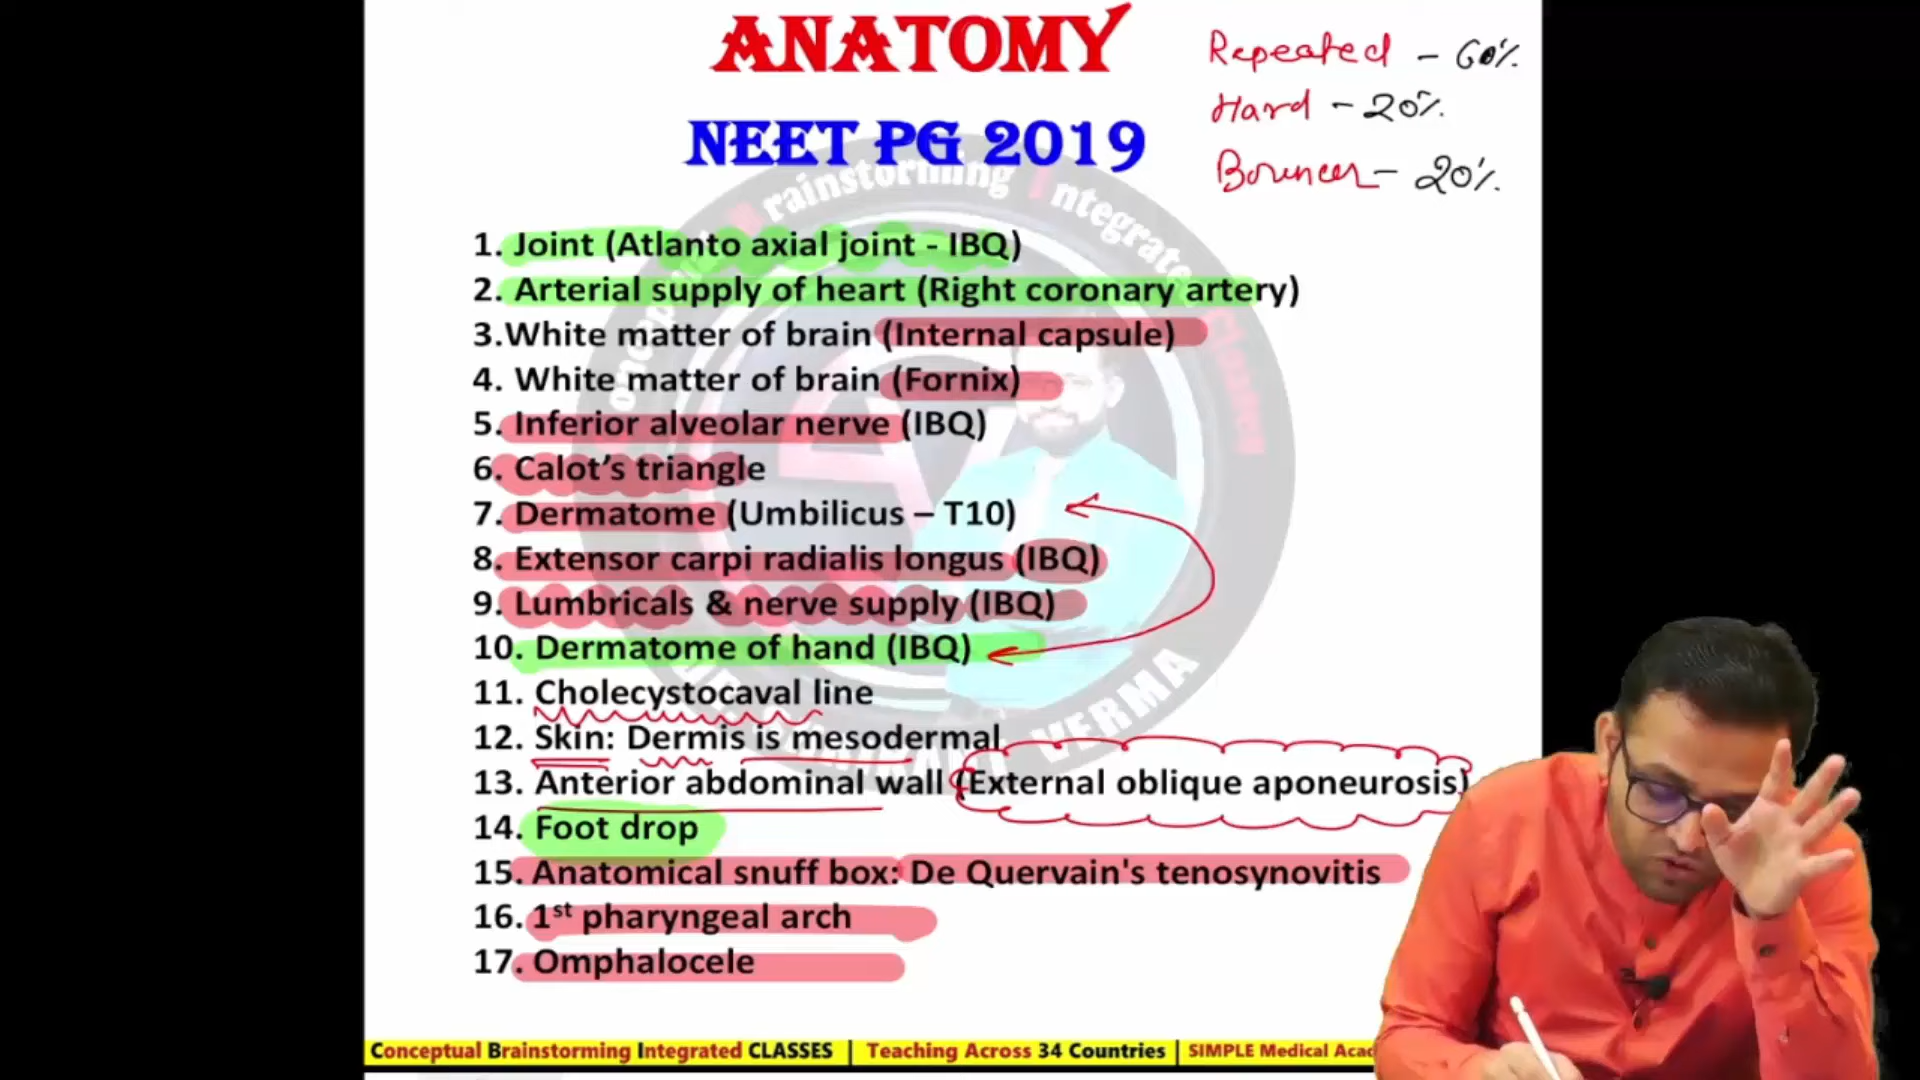 ANATOMY
NEET PG 2019
Repeated - 60%
Hard - 20%.
Bouncer - 20%.
1. Joint (Atlanto axial joint - IBQ)
2. Arterial supply of heart (Right coronary artery)
3.White matter of brain (Internal capsule)
4. White matter of brain (Fornix)
5. Inferior alveolar nerve (IBQ)
6. Calot’s triangle
7. Dermatome (Umbilicus – T10)
8. Extensor carpi radialis longus (IBQ)
9. Lumbricals & nerve supply (IBQ)
10. Dermatome of hand (IBQ)
11. Cholecystocaval line
12. Skin: Dermis is mesodermal
13. Anterior abdominal wall (External oblique aponeurosis)
14. Foot drop
15. Anatomical snuff box: De Quervain's tenosynovitis
16. 1st pharyngeal arch
17. Omphalocele
rainstorming Integrate
VERMA
Conceptual Brainstorming Integrated CLASSES | Teaching Across 34 Countries | SIMPLE Medical Acad